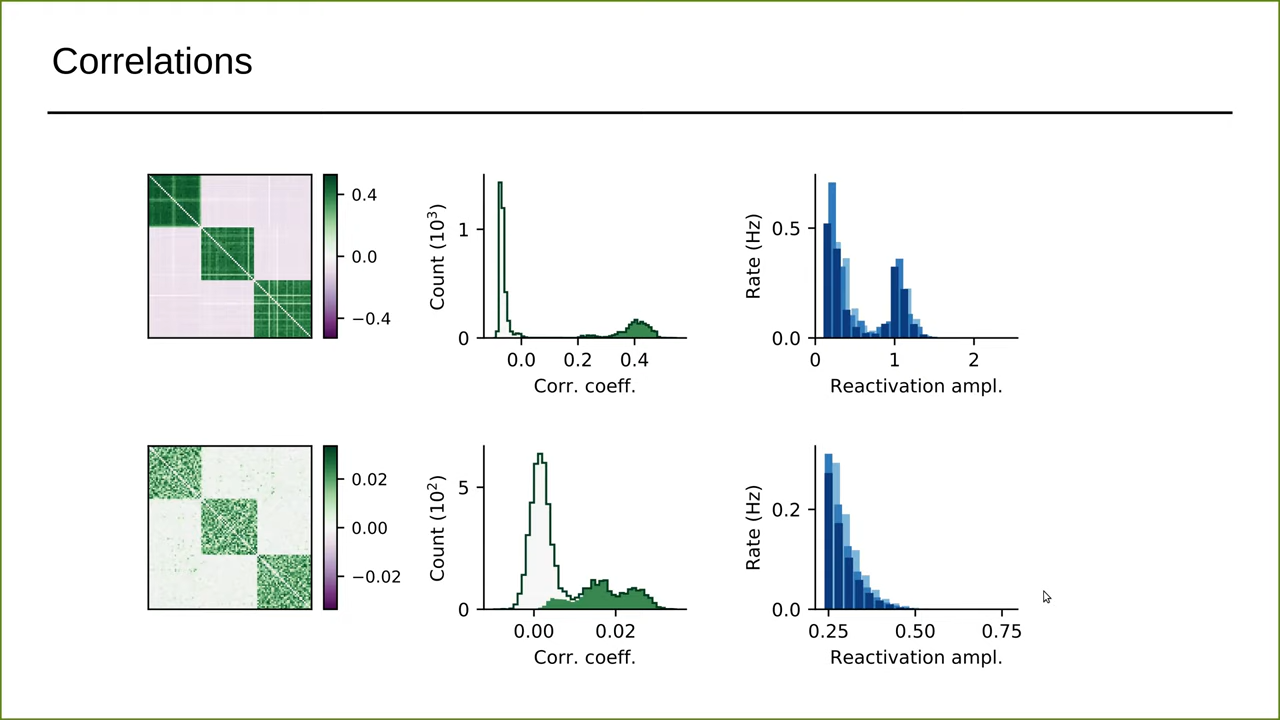 Correlations
0.4
0.0
−0.4
Count (10³)
1
0
0.0 0.2 0.4
Corr. coeff.
Rate (Hz)
0.5
0.0
0 1 2
Reactivation ampl.
0.02
0.00
−0.02
Count (10²)
5
0
0.00 0.02
Corr. coeff.
Rate (Hz)
0.2
0.0
0.25 0.50 0.75
Reactivation ampl.